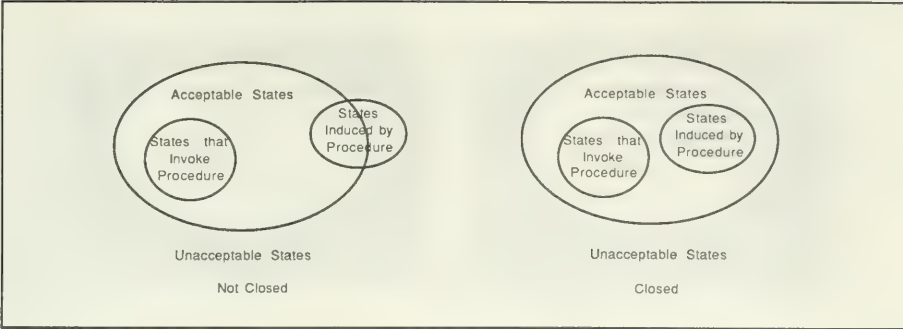 Acceptable States
States
Induced by
Procedure
States that
Invoke
Procedure
Unacceptable States
Not Closed
Acceptable States
States
Induced by
Procedure
States that
Invoke
Procedure
Unacceptable States
Closed